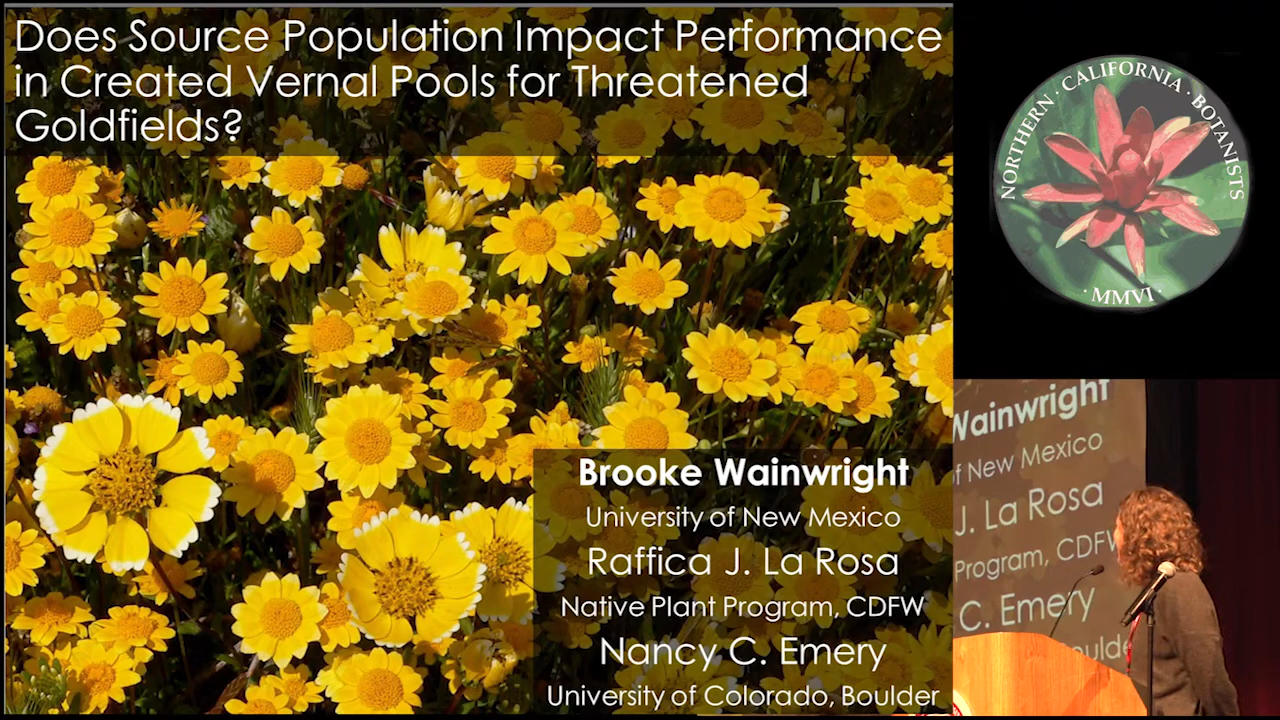 Does Source Population Impact Performance
in Created Vernal Pools for Threatened
Goldfields?
Brooke Wainwright
University of New Mexico
Raffica J. La Rosa
Native Plant Program, CDFW
Nancy C. Emery
University of Colorado, Boulder
NORTHERN · CALIFORNIA · BOTANISTS
· MMVI ·
Wainwright
of New Mexico
J. La Rosa
Program, CDFW
C. Emery